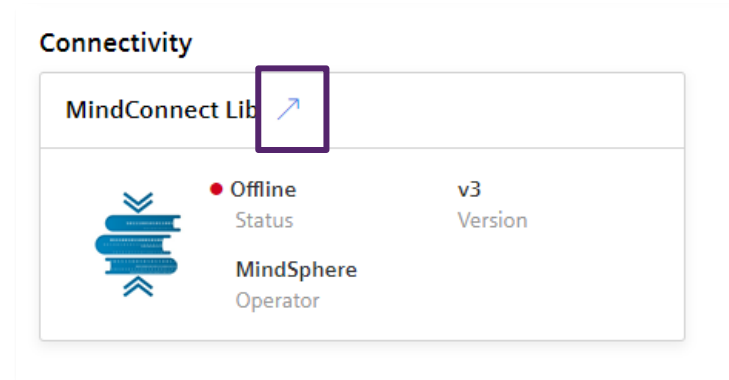 Connectivity
MindConnect Lib
Offline
v3
Status
Version
MindSphere
Operator